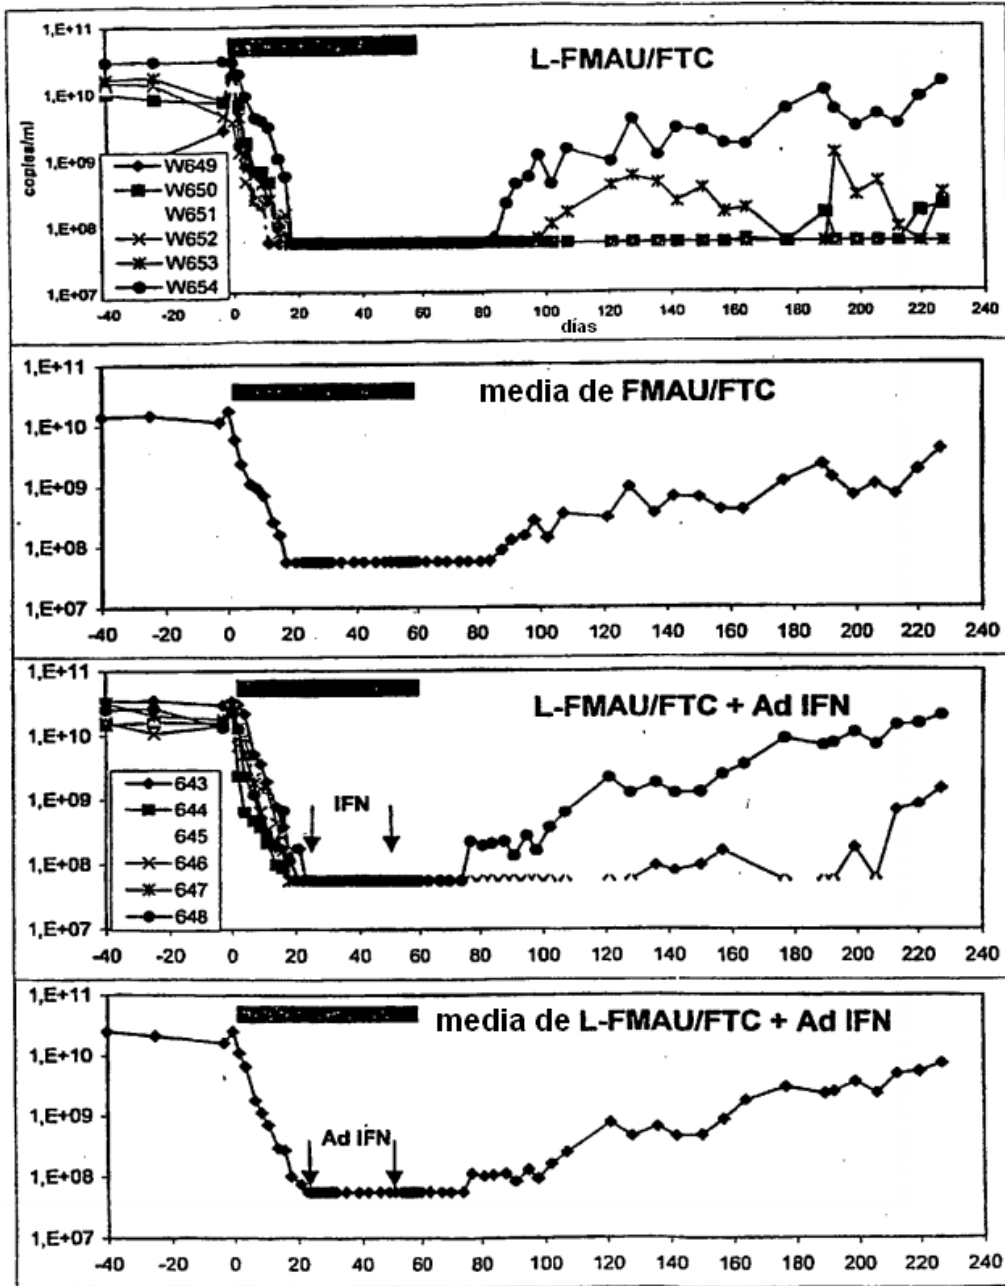 1,E+11
L-FMAU/FTC
1,E+10
copies/ml
1,E+09
W649
W650
W651
1,E+08
W652
W653
W654
1,E+07
-40 -20 0 20 40 60 80 100 120 140 160 180 200 220
días
1,E+11
media de FMAU/FTC
1,E+10
1,E+09
1,E+08
1,E+07
-40 -20 0 20 40 60 80 100 120 140 160 180 200 220
1,E+11
L-FMAU/FTC + Ad IFN
1,E+10
643
1,E+09
644
IFN
645
1,E+08
646
647
648
1,E+07
-40 -20 0 20 40 60 80 100 120 140 160 180 200 220
1,E+11
media de L-FMAU/FTC + Ad IFN
1,E+10
1,E+09
Ad IFN
1,E+08
1,E+07
-40 -20 0 20 40 60 80 100 120 140 160 180 200 220